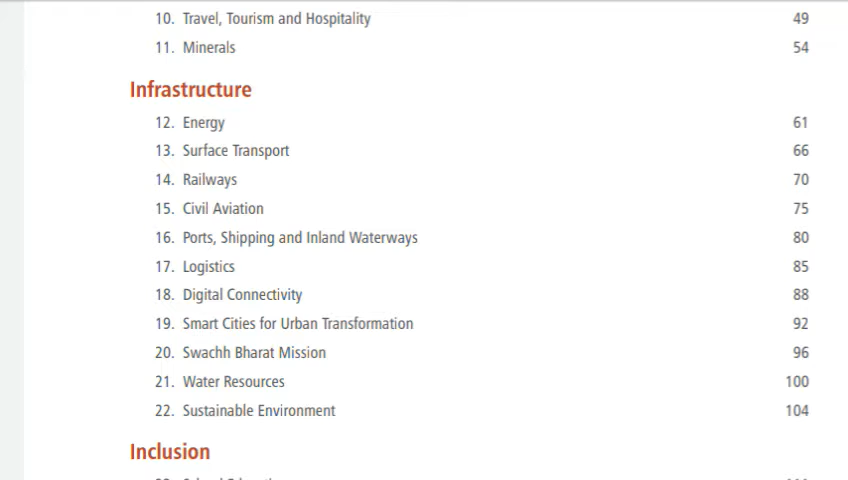 10. Travel, Tourism and Hospitality 49
11. Minerals 54
Infrastructure
12. Energy 61
13. Surface Transport 66
14. Railways 70
15. Civil Aviation 75
16. Ports, Shipping and Inland Waterways 80
17. Logistics 85
18. Digital Connectivity 88
19. Smart Cities for Urban Transformation 92
20. Swachh Bharat Mission 96
21. Water Resources 100
22. Sustainable Environment 104
Inclusion